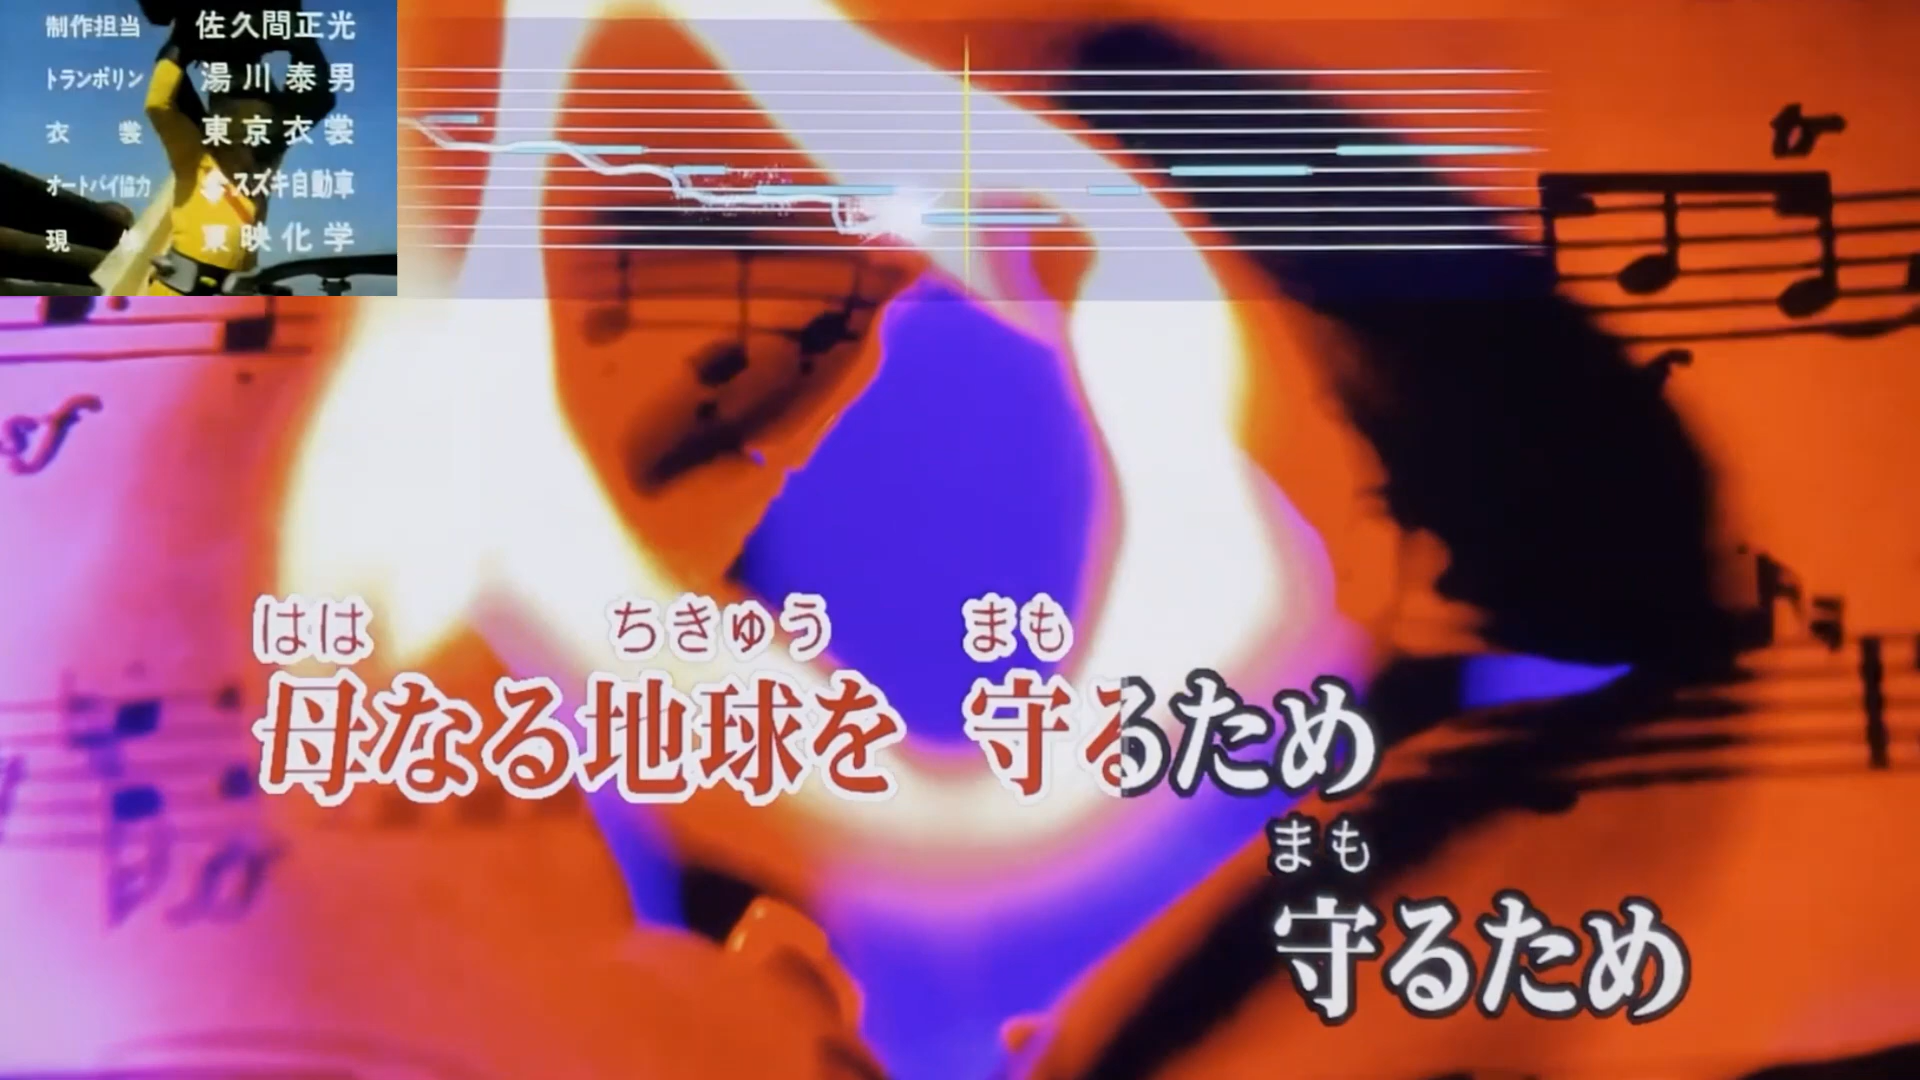 制作担当 佐久間正光
トランポリン 湯川泰男
衣裳 東京衣裳
オートバイ協力 スズキ自動車
現 東映化学
tr
sf
はは ちきゅう まも
母なる地球を 守るため
まも
守るため